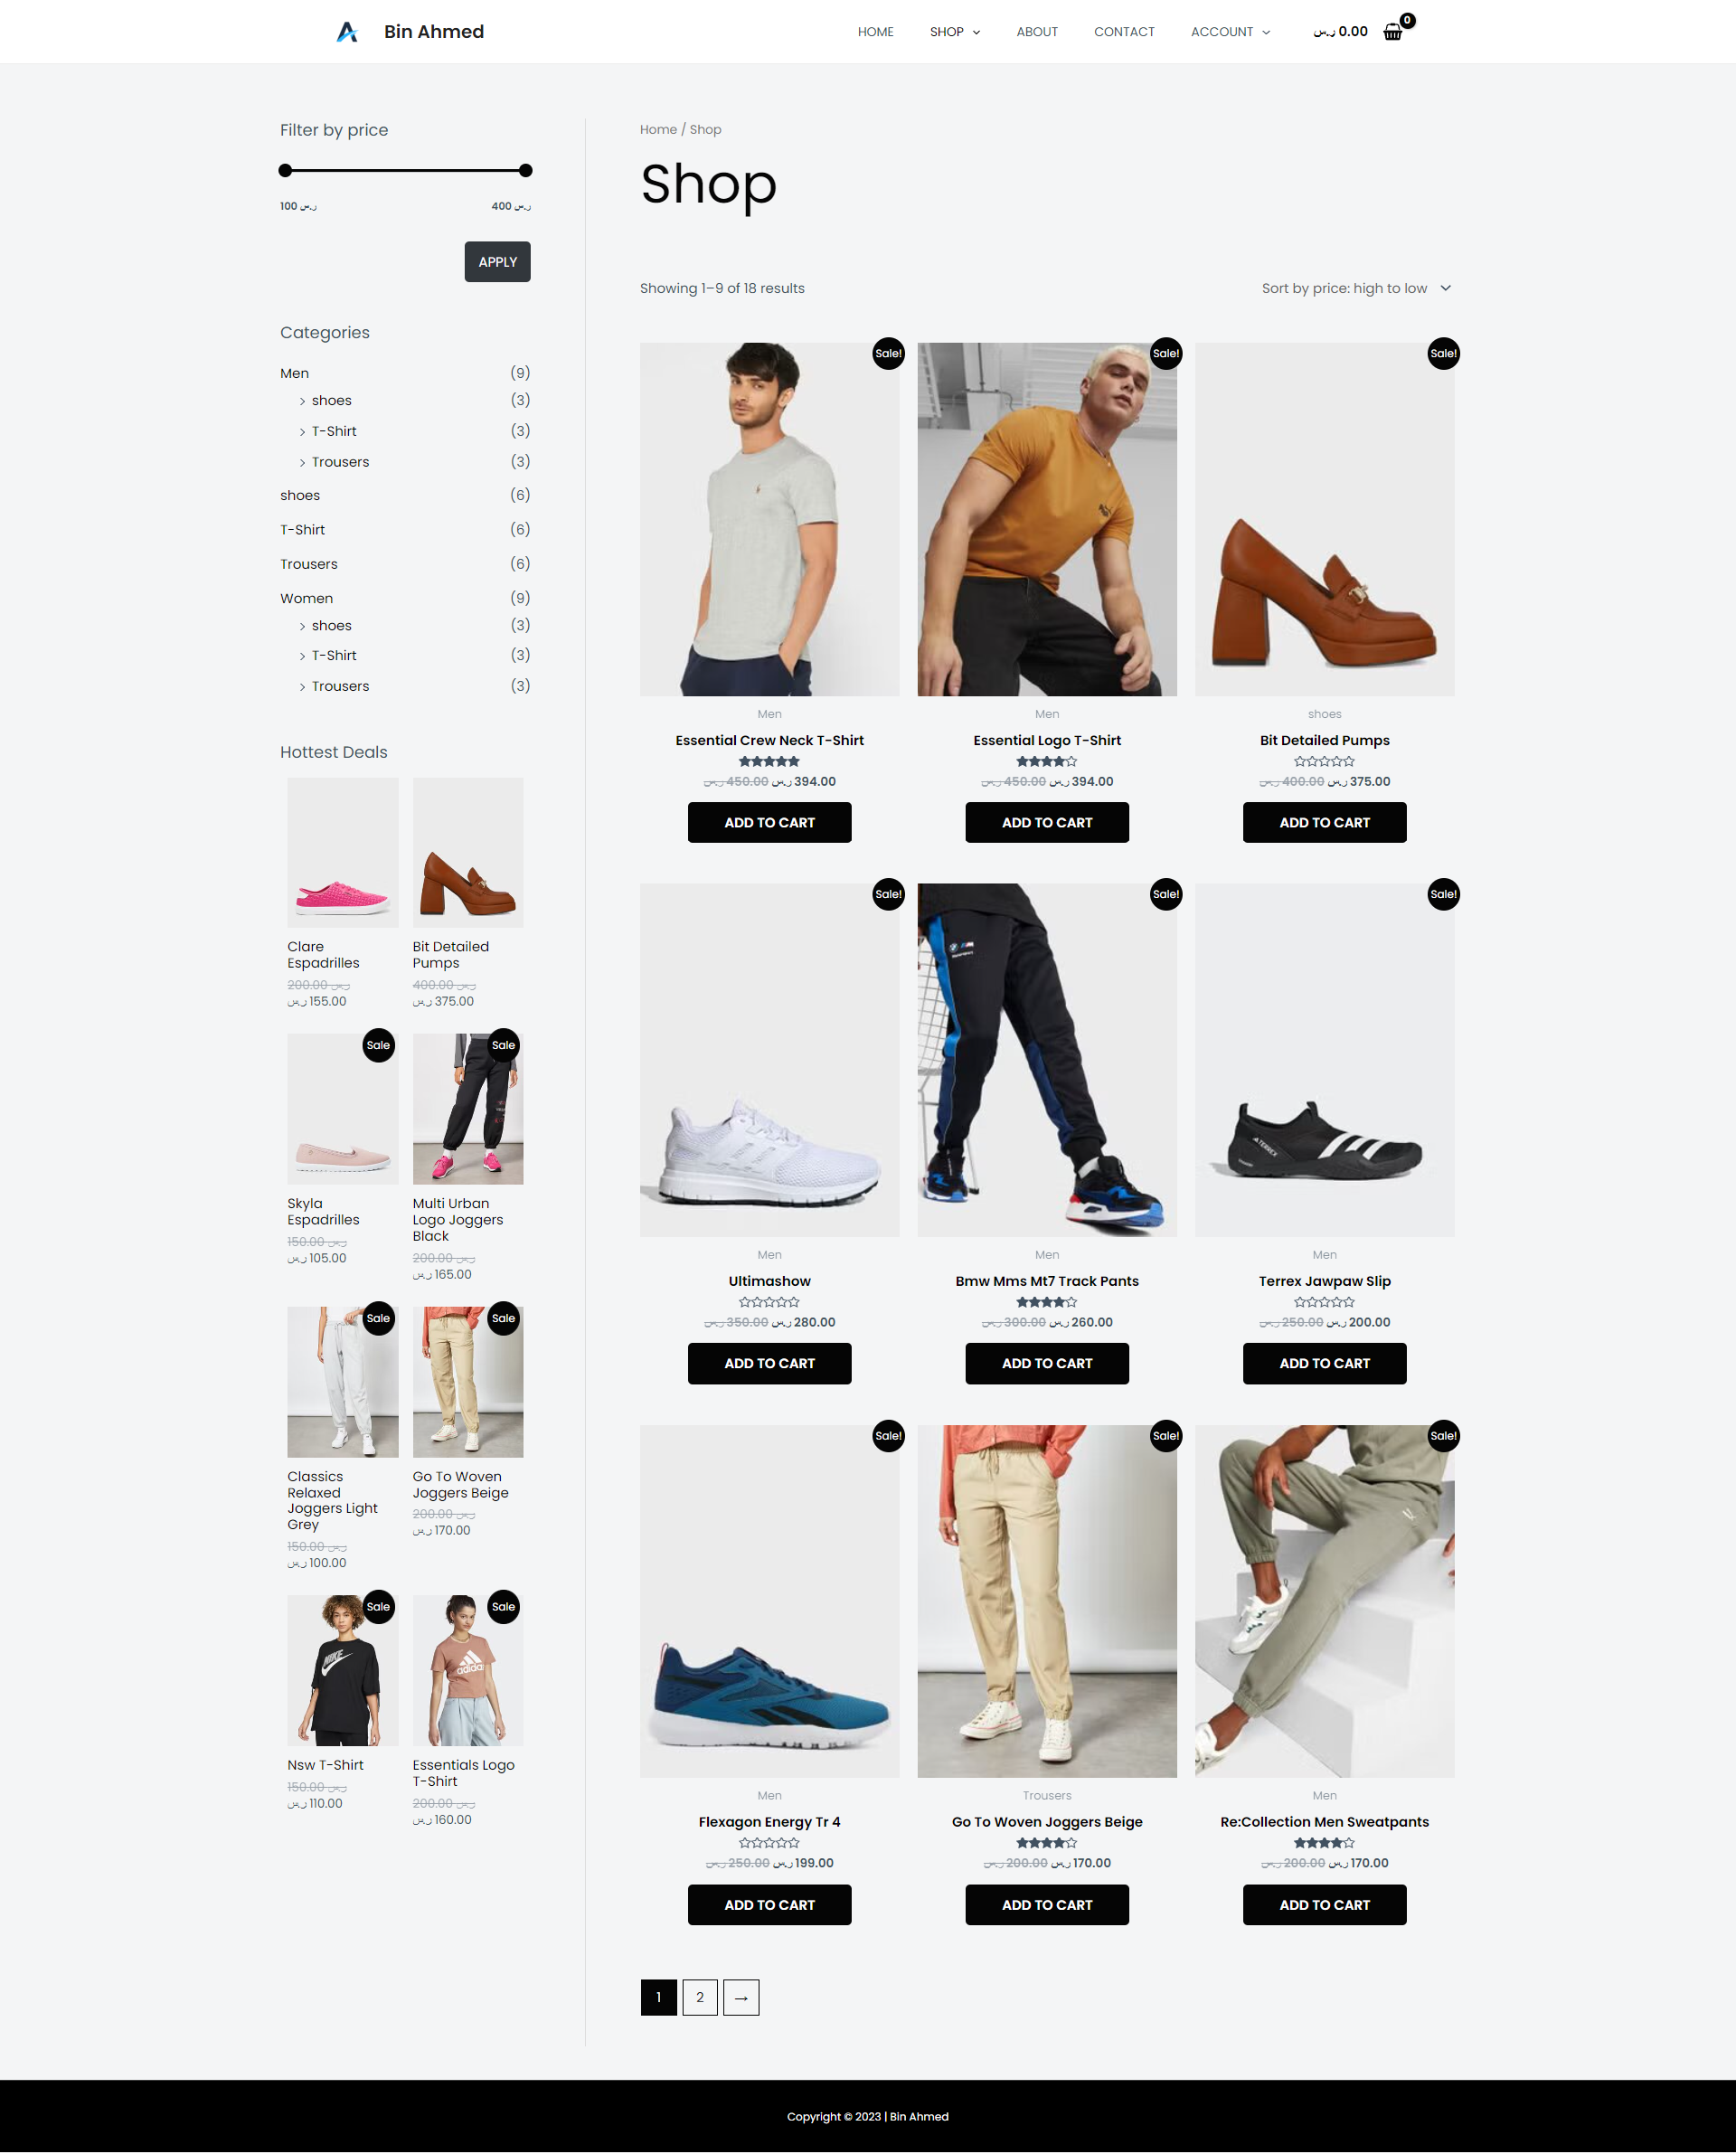 Bin Ahmed
HOME
SHOP
ABOUT
CONTACT
ACCOUNT
ر.س 0.00
0
Filter by price
ر.س 100
ر.س 400
APPLY
Categories
Men (9)
shoes (3)
T-Shirt (3)
Trousers (3)
shoes (6)
T-Shirt (6)
Trousers (6)
Women (9)
shoes (3)
T-Shirt (3)
Trousers (3)
Hottest Deals
Clare
Espadrilles
200.00 ر.س
ر.س 155.00
Bit Detailed
Pumps
400.00 ر.س
ر.س 375.00
Sale
Skyla
Espadrilles
150.00 ر.س
ر.س 105.00
Sale
Multi Urban
Logo Joggers
Black
200.00 ر.س
ر.س 165.00
Sale
Classics
Relaxed
Joggers Light
Grey
150.00 ر.س
ر.س 100.00
Sale
Go To Woven
Joggers Beige
200.00 ر.س
ر.س 170.00
Sale
NIKE
Nsw T-Shirt
150.00 ر.س
ر.س 110.00
Sale
adidas
Essentials Logo
T-Shirt
200.00 ر.س
ر.س 160.00
Home / Shop
Shop
Showing 1–9 of 18 results
Sort by price: high to low
Sale!
Men
Essential Crew Neck T-Shirt
ر.س 450.00 ر.س 394.00
ADD TO CART
Sale!
Men
Essential Logo T-Shirt
ر.س 450.00 ر.س 394.00
ADD TO CART
Sale!
shoes
Bit Detailed Pumps
ر.س 400.00 ر.س 375.00
ADD TO CART
Sale!
Men
Ultimashow
ر.س 350.00 ر.س 280.00
ADD TO CART
Sale!
Men
Bmw Mms Mt7 Track Pants
ر.س 300.00 ر.س 260.00
ADD TO CART
Sale!
TERREX
Men
Terrex Jawpaw Slip
ر.س 250.00 ر.س 200.00
ADD TO CART
Sale!
Men
Flexagon Energy Tr 4
ر.س 250.00 ر.س 199.00
ADD TO CART
Sale!
Trousers
Go To Woven Joggers Beige
ر.س 200.00 ر.س 170.00
ADD TO CART
Sale!
Men
Re:Collection Men Sweatpants
ر.س 200.00 ر.س 170.00
ADD TO CART
1
2
→
Copyright © 2023 | Bin Ahmed